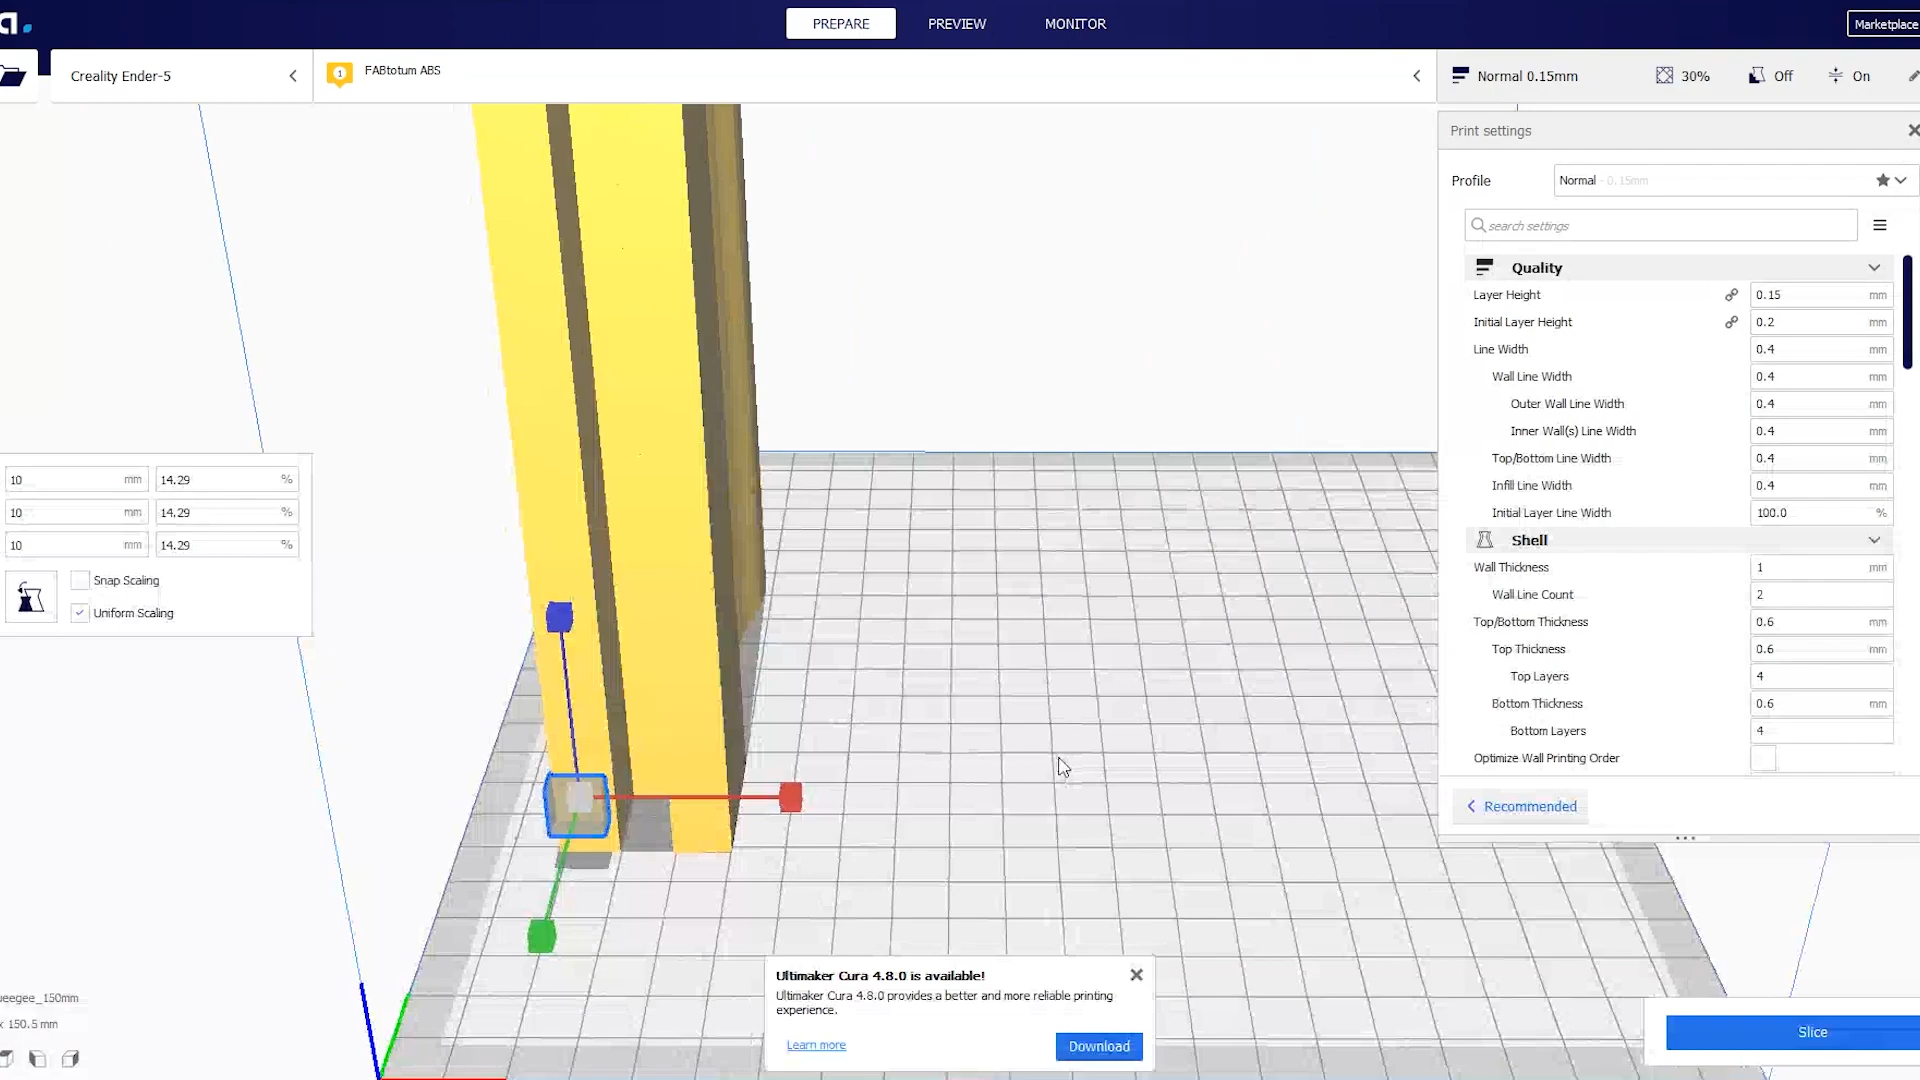 a.
PREPARE
PREVIEW
MONITOR
Marketplace
Creality Ender-5
1
FABtotum ABS
Normal 0.15mm
30%
Off
On
Print settings
Profile
Normal - 0.15mm
search settings
Quality
Layer Height 0.15 mm
Initial Layer Height 0.2 mm
Line Width 0.4 mm
Wall Line Width 0.4 mm
Outer Wall Line Width 0.4 mm
Inner Wall(s) Line Width 0.4 mm
Top/Bottom Line Width 0.4 mm
Infill Line Width 0.4 mm
Initial Layer Line Width 100.0 %
Shell
Wall Thickness 1 mm
Wall Line Count 2
Top/Bottom Thickness 0.6 mm
Top Thickness 0.6 mm
Top Layers 4
Bottom Thickness 0.6 mm
Bottom Layers 4
Optimize Wall Printing Order
Recommended
10 mm 14.29 %
10 mm 14.29 %
10 mm 14.29 %
Snap Scaling
Uniform Scaling
ueegee_150mm
x 150.5 mm
Ultimaker Cura 4.8.0 is available!
Ultimaker Cura 4.8.0 provides a better and more reliable printing
experience.
Learn more
Download
Slice